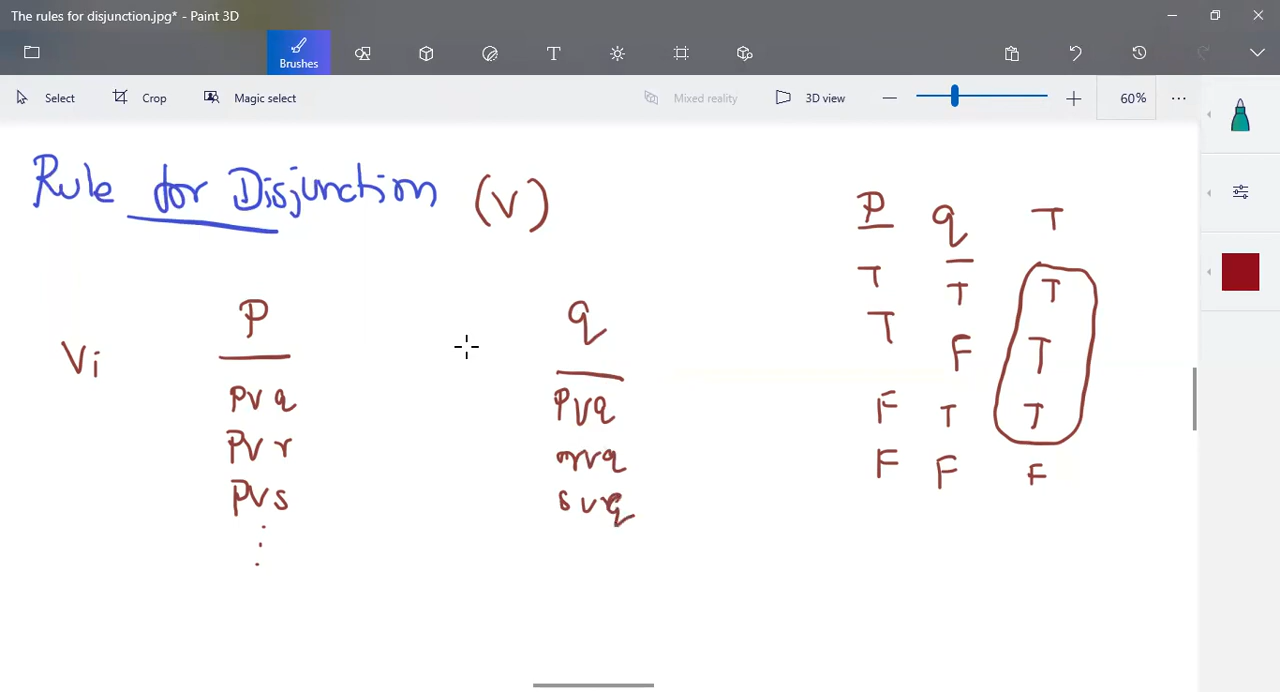 The rules for disjunction.jpg* - Paint 3D
Brushes
Select Crop Magic select Mixed reality 3D view 60%
Rule for Disjunction (V)
P q T
T T T
T F T
F T T
F F F
Vi
P
PVq
PVr
PVs
q
PVq
rvq
svq